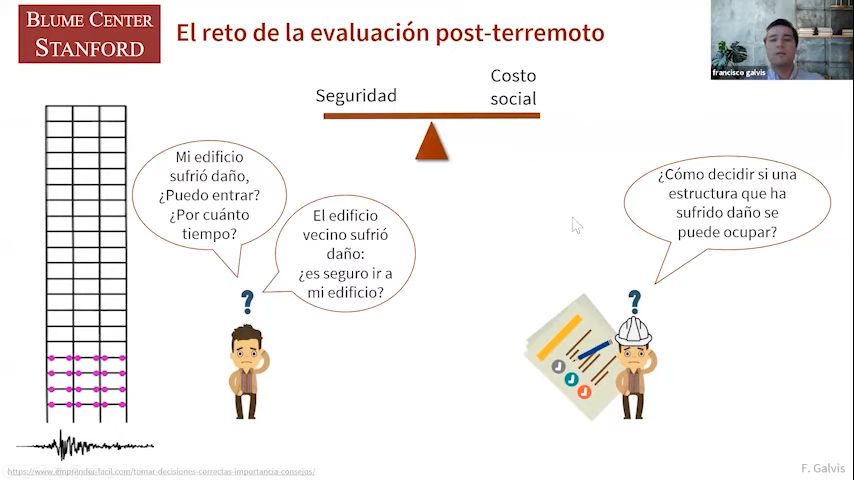 BLUME CENTER
STANFORD
El reto de la evaluación post-terremoto
francisco galvis
Seguridad
Costo
social
Mi edificio
sufrió daño,
¿Puedo entrar?
¿Por cuánto
tiempo?
El edificio
vecino sufrió
daño:
¿es seguro ir a
mi edificio?
¿Cómo decidir si una
estructura que ha
sufrido daño se
puede ocupar?
?
?
https://www.emprender-facil.com/tomar-decisiones-correctas-importancia-consejos/
F. Galvis